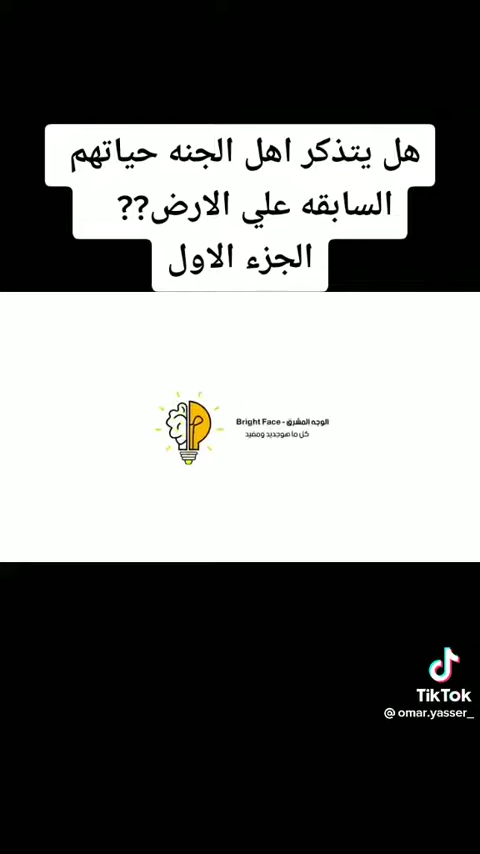 هل يتذكر اهل الجنه حياتهم
السابقه علي الارض??
الجزء الاول
الوجه المشرق - Bright Face
كل ما هو جديد ومفيد
TikTok
@ omar.yasser_